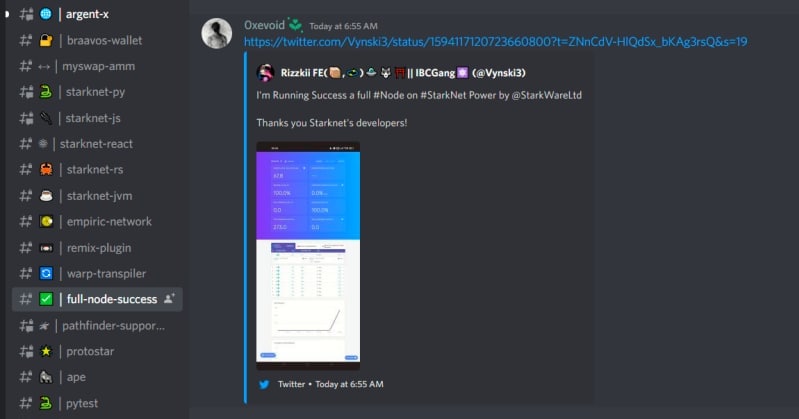 argent-x
braavos-wallet
myswap-amm
starknet-py
starknet-js
starknet-react
starknet-rs
starknet-jvm
empiric-network
remix-plugin
warp-transpiler
full-node-success
pathfinder-suppor...
protostar
ape
pytest
Oxevoid Today at 6:55 AM
https://twitter.com/Vynski3/status/1594117120723660800?t=ZNnCdV-HlQdSx_bKAg3rsQ&s=19
Rizzkii FE( , ) || IBCGang (@Vynski3)
I'm Running Success a full #Node on #StarkNet Power by @StarkWareLtd
Thanks you Starknet's developers!
67.8
100.0%
0.0%
0.0
100.0%
273.0
0.0
Twitter • Today at 6:55 AM